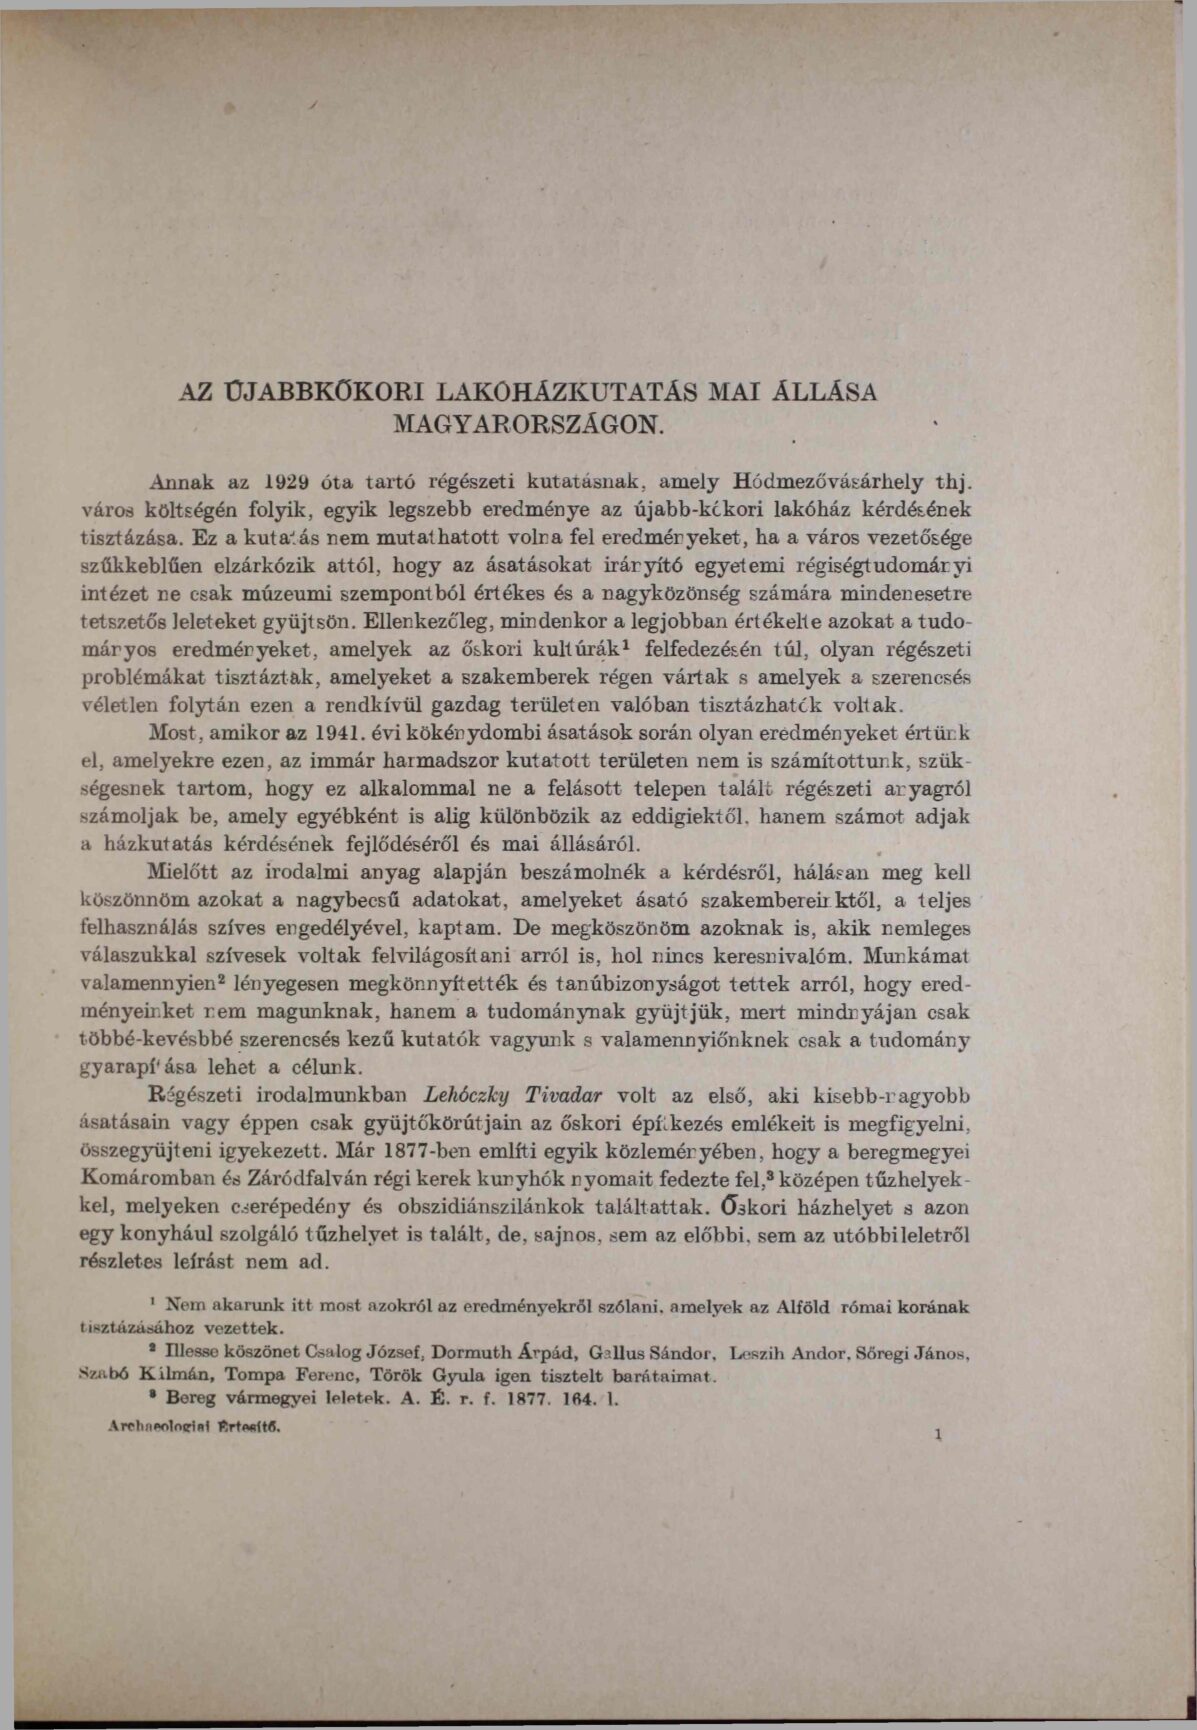 AZ ÚJABBKŐKORI LAKÓHÁZKUTATÁS MAI ÁLLÁSA
MAGYARORSZÁGON.
Annak az 1929 óta tartó régészeti kutatásnak, amely Hódmezővásárhely thj.
város költségén folyik, egyik legszebb eredménye az újabb-kőkori lakóház kérdésének
tisztázása. Ez a kutatás nem mutathatott volna fel eredményeket, ha a város vezetősége
szűkkeblűen elzárkózik attól, hogy az ásatásokat irányító egyetemi régiségtudományi
intézet ne csak múzeumi szempontból értékes és a nagyközönség számára mindenesetre
tetszetős leleteket gyüjtsön. Ellenkezőleg, mindenkor a legjobban értékelte azokat a tudo-
mányos eredményeket, amelyek az őskori kultúrák¹ felfedezésén túl, olyan régészeti
problémákat tisztáztak, amelyeket a szakemberek régen vártak s amelyek a szerencsés
véletlen folytán ezen a rendkívül gazdag területen valóban tisztázhatók voltak.
Most, amikor az 1941. évi kökénydombi ásatások során olyan eredményeket értünk
el, amelyekre ezen, az immár harmadszor kutatott területen nem is számítottunk, szük-
ségesnek tartom, hogy ez alkalommal ne a felásott telepen talált régészeti anyagról
számoljak be, amely egyébként is alig különbözik az eddigiektől, hanem számot adjak
a házkutatás kérdésének fejlődéséről és mai állásáról.
Mielőtt az irodalmi anyag alapján beszámolnék a kérdésről, hálásan meg kell
köszönnöm azokat a nagybecsű adatokat, amelyeket ásató szakembereinktől, a teljes
felhasználás szíves engedélyével, kaptam. De megköszönöm azoknak is, akik nemleges
válaszukkal szívesek voltak felvilágosítani arról is, hol nincs keresnivalóm. Munkámat
valamennyien² lényegesen megkönnyítették és tanúbizonyságot tettek arról, hogy ered-
ményeinket nem magunknak, hanem a tudománynak gyüjtjük, mert mindnyájan csak
többé-kevésbbé szerencsés kezű kutatók vagyunk s valamennyiőnknek csak a tudomány
gyarapítása lehet a célunk.
Régészeti irodalmunkban Lehóczky Tivadar volt az első, aki kisebb-nagyobb
ásatásain vagy éppen csak gyüjtőkörútjain az őskori építkezés emlékeit is megfigyelni,
összegyüjteni igyekezett. Már 1877-ben említi egyik közleményében, hogy a beregmegyei
Komáromban és Záródfalván régi kerek kunyhók nyomait fedezte fel,³ középen tűzhelyek-
kel, melyeken cserépedény és obszidiánszilánkok találtattak. Őskori házhelyet s azon
egy konyhául szolgáló tűzhelyet is talált, de, sajnos, sem az előbbi, sem az utóbbi leletről
részletes leírást nem ad.
¹ Nem akarunk itt most azokról az eredményekről szólani, amelyek az Alföld római korának
tisztázásához vezettek.
² Illesse köszönet Csalog József, Dormuth Árpád, Gallus Sándor, Leszih Andor, Sőregi János,
Szabó Kálmán, Tompa Ferenc, Török Gyula igen tisztelt barátaimat.
³ Bereg vármegyei leletek. A. É. r. f. 1877. 164. l.
Archaeologiai Értesítő.
1